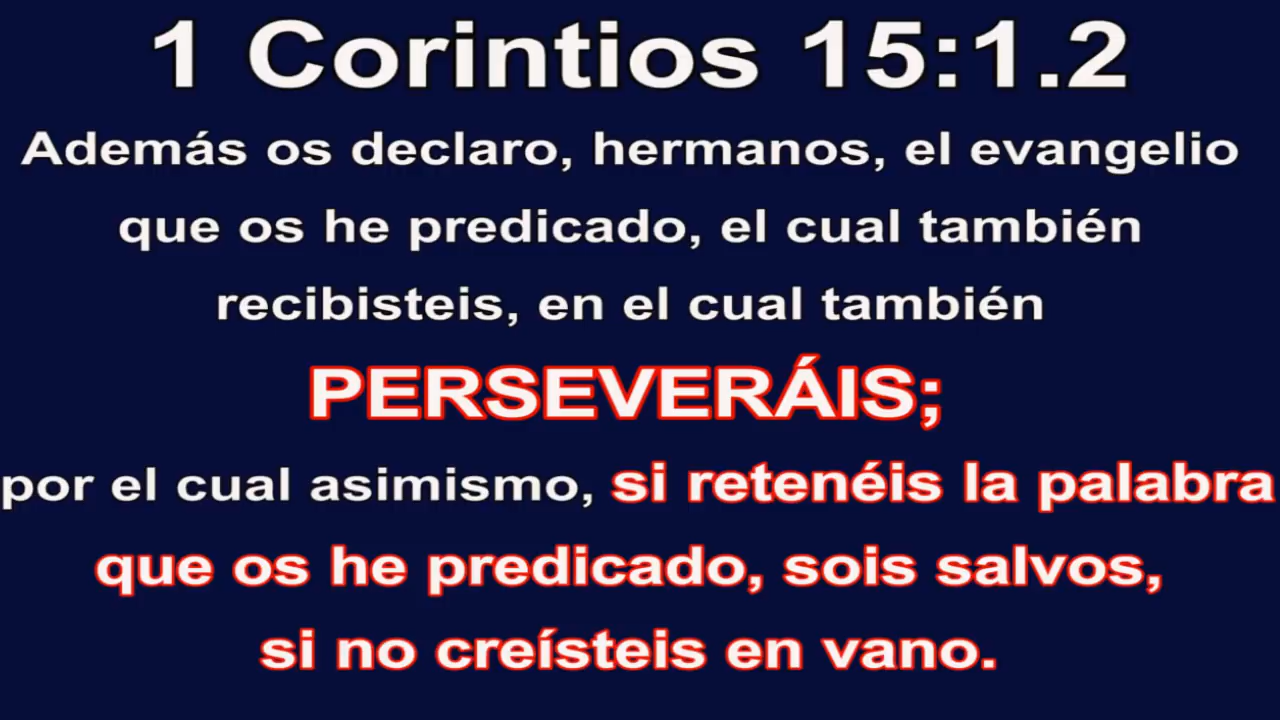 1 Corintios 15:1.2
Además os declaro, hermanos, el evangelio
que os he predicado, el cual también
recibisteis, en el cual también
PERSEVERÁIS;
por el cual asimismo, si retenéis la palabra
que os he predicado, sois salvos,
si no creísteis en vano.